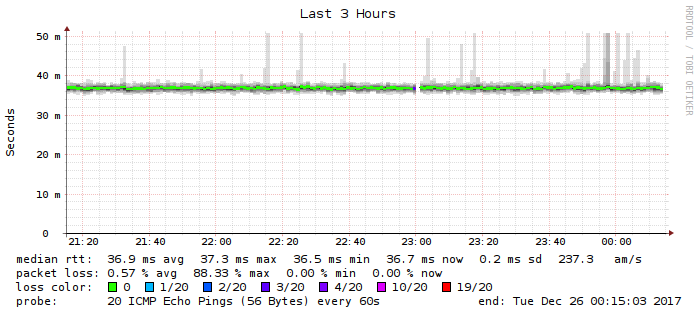 Last 3 Hours
RRDTOOL / TOBI OETIKER
Seconds
50 m
40 m
30 m
20 m
10 m
0
21:20 21:40 22:00 22:20 22:40 23:00 23:20 23:40 00:00
median rtt: 36.9 ms avg 37.3 ms max 36.5 ms min 36.7 ms now 0.2 ms sd 237.3 am/s
packet loss: 0.57 % avg 88.33 % max 0.00 % min 0.00 % now
loss color: 0 1/20 2/20 3/20 4/20 10/20 19/20
probe: 20 ICMP Echo Pings (56 Bytes) every 60s end: Tue Dec 26 00:15:03 2017